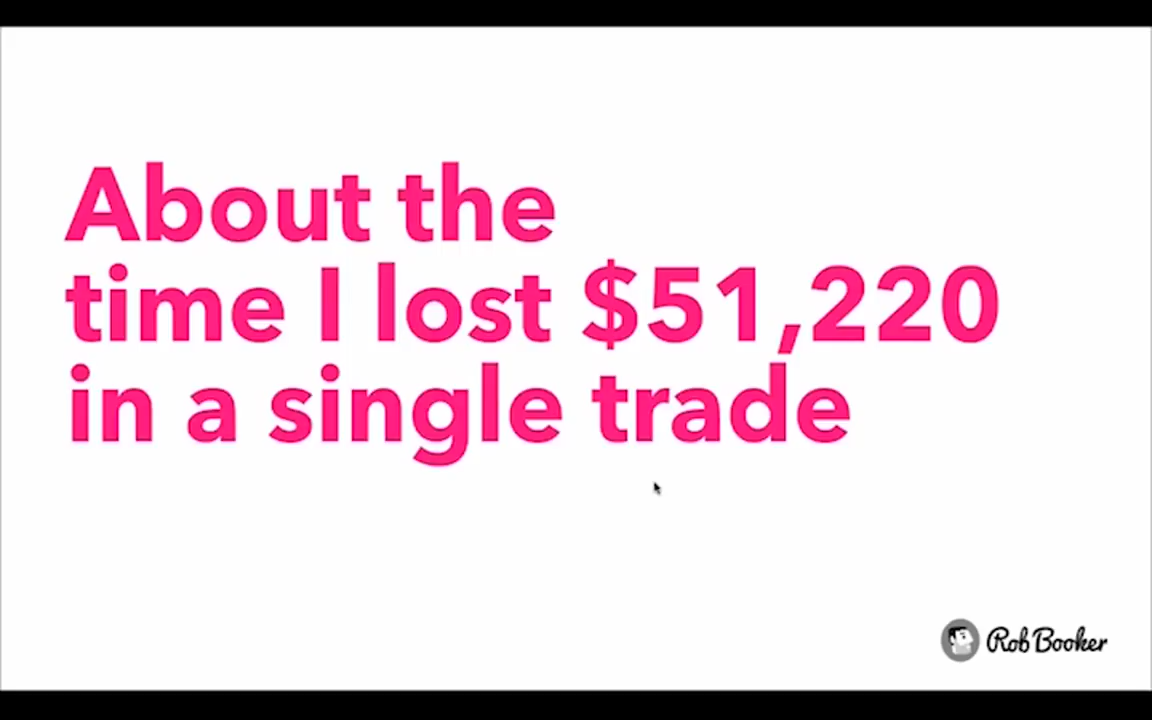 About the
time I lost $51,220
in a single trade
Rob Booker